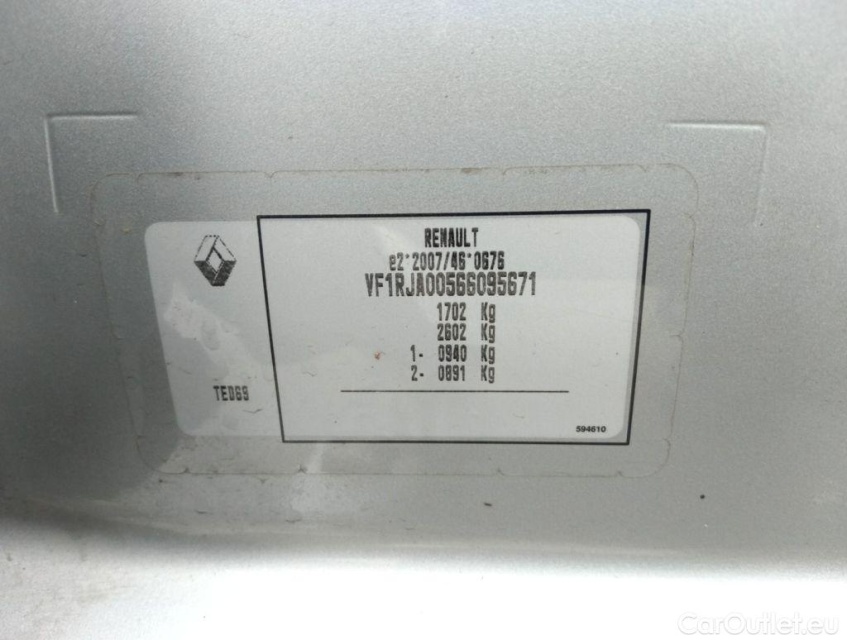 RENAULT
e2*2007/46*0676
VF1RJA00566095671
1702 Kg
2602 Kg
1- 0940 Kg
2- 0891 Kg
TED69
594610
CarOutlet.eu